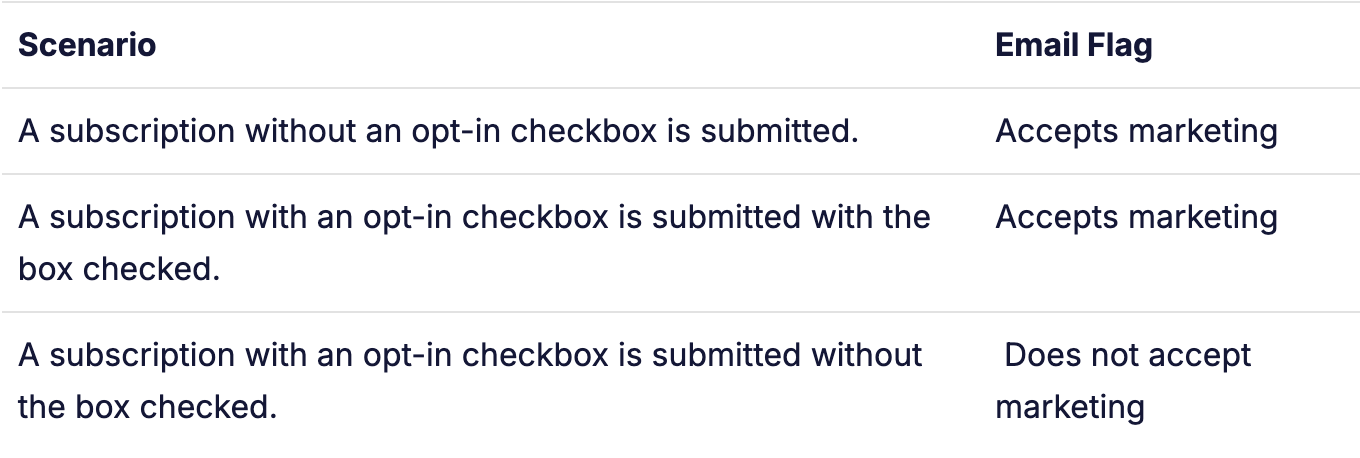 Scenario Email Flag
A subscription without an opt-in checkbox is submitted. Accepts marketing
A subscription with an opt-in checkbox is submitted with the Accepts marketing
box checked.
A subscription with an opt-in checkbox is submitted without Does not accept
the box checked. marketing